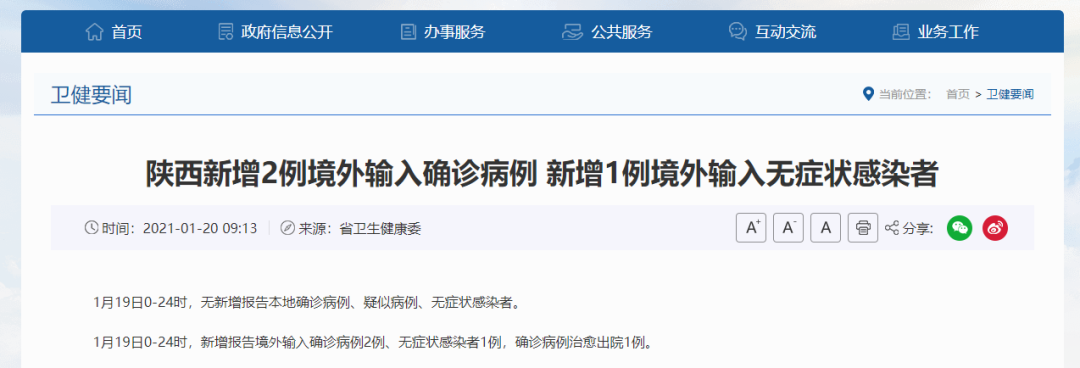 首页 政府信息公开 办事服务 公共服务 互动交流 业务工作
卫健要闻 当前位置： 首页 > 卫健要闻
陕西新增2例境外输入确诊病例 新增1例境外输入无症状感染者
时间：2021-01-20 09:13 来源：省卫生健康委 A+ A- A 分享:
1月19日0-24时，无新增报告本地确诊病例、疑似病例、无症状感染者。
1月19日0-24时，新增报告境外输入确诊病例2例、无症状感染者1例，确诊病例治愈出院1例。